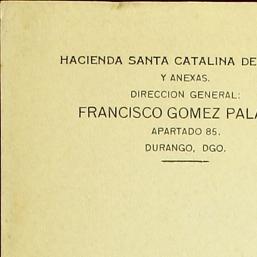 HACIENDA SANTA CATALINA DE
Y ANEXAS.
DIRECCION GENERAL:
FRANCISCO GOMEZ PALA
APARTADO 85.
DURANGO, DGO.